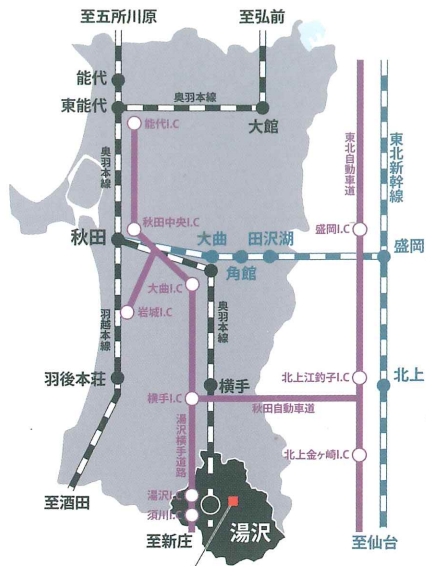 至五所川原
至弘前
能代
東能代
奥羽本線
大館
能代I.C
奥羽本線
東北自動車道
東北新幹線
秋田中央I.C
盛岡I.C
秋田
大曲
田沢湖
盛岡
角館
大曲I.C
岩城I.C
羽越本線
奥羽本線
羽後本荘
横手
北上江釣子I.C
北上
横手I.C
秋田自動車道
湯沢横手道路
北上金ヶ崎I.C
湯沢I.C
至酒田
須川I.C
湯沢
至新庄
至仙台